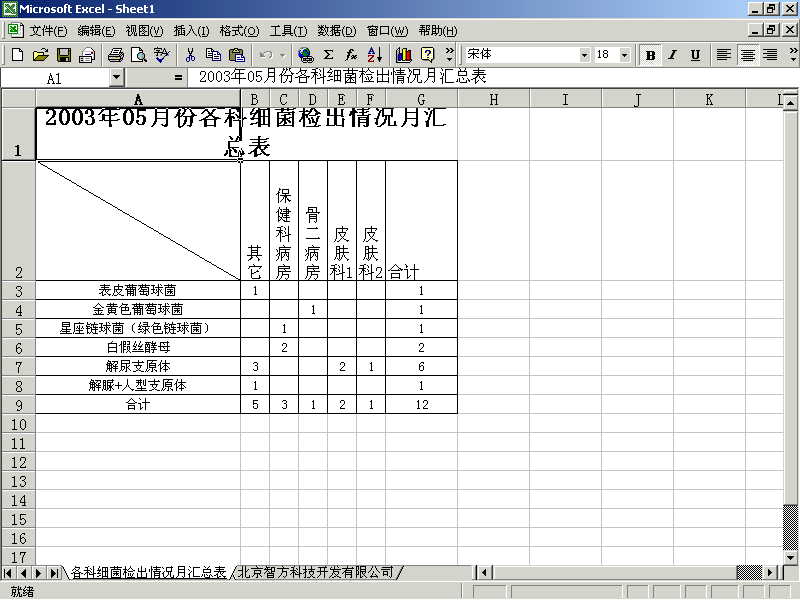 Microsoft Excel - Sheet1
文件(F) 编辑(E) 视图(V) 插入(I) 格式(O) 工具(T) 数据(D) 窗口(W) 帮助(H)
宋体 18 B I U
A1 = 2003年05月份各科细菌检出情况月汇总表
A B C D E F G H I J K L
1 2003年05月份各科细菌检出情况月汇
总表
2 其它 保健科病房 骨二病房 皮肤科1 皮肤科2 合计
3 表皮葡萄球菌 1 1
4 金黄色葡萄球菌 1 1
5 星座链球菌（绿色链球菌） 1 1
6 白假丝酵母 2 2
7 解尿支原体 3 2 1 6
8 解脲+人型支原体 1 1
9 合计 5 3 1 2 1 12
10
11
12
13
14
15
16
17
各科细菌检出情况月汇总表 北京智方科技开发有限公司
就绪